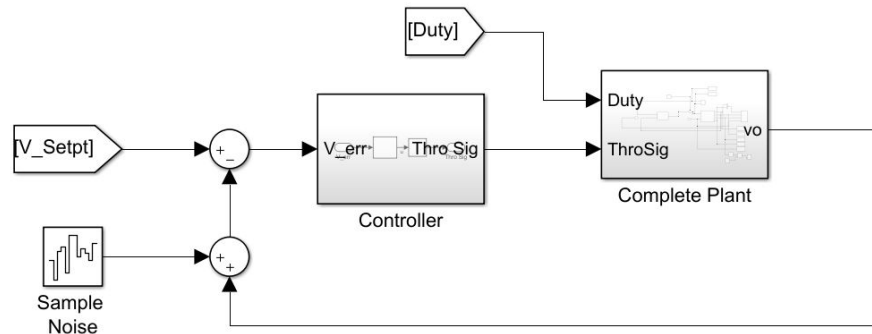 [Duty]
Duty
vo
ThroSig
Complete Plant
[V_Setpt]
+
−
V_err
Thro Sig
Controller
+
+
Sample
Noise